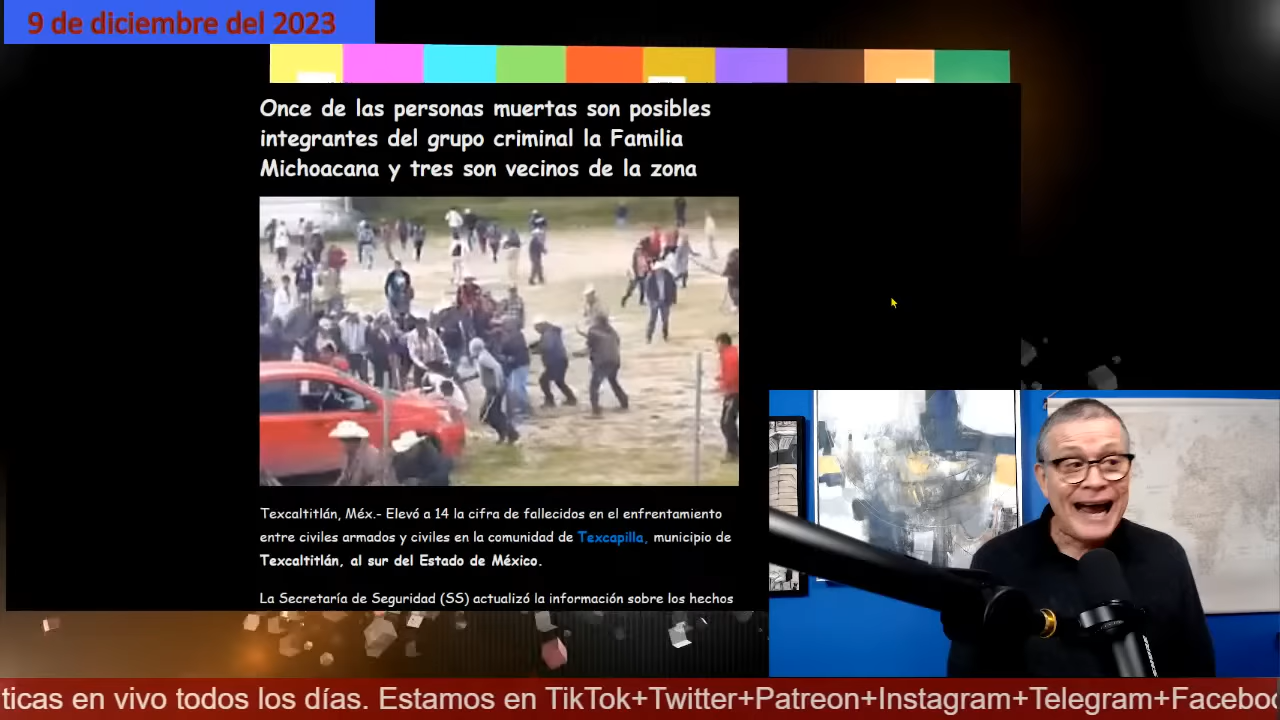 9 de diciembre del 2023
Once de las personas muertas son posibles
integrantes del grupo criminal la Familia
Michoacana y tres son vecinos de la zona
Texcaltitlán, Méx.- Elevó a 14 la cifra de fallecidos en el enfrentamiento
entre civiles armados y civiles en la comunidad de Texcapilla, municipio de
Texcaltitlán, al sur del Estado de México.
La Secretaría de Seguridad (SS) actualizó la información sobre los hechos
ticas en vivo todos los días. Estamos en TikTok+Twitter+Patreon+Instagram+Telegram+Faceboo